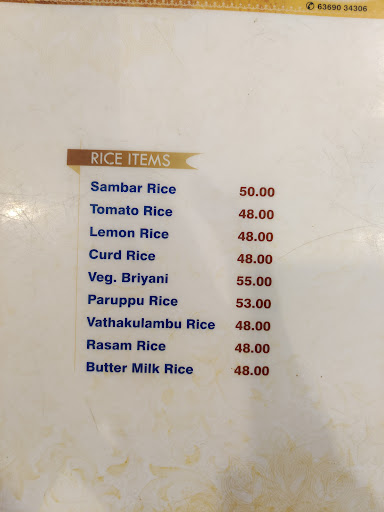 ✆ 63690 34306
RICE ITEMS
Sambar Rice 50.00
Tomato Rice 48.00
Lemon Rice 48.00
Curd Rice 48.00
Veg. Briyani 55.00
Paruppu Rice 53.00
Vathakulambu Rice 48.00
Rasam Rice 48.00
Butter Milk Rice 48.00